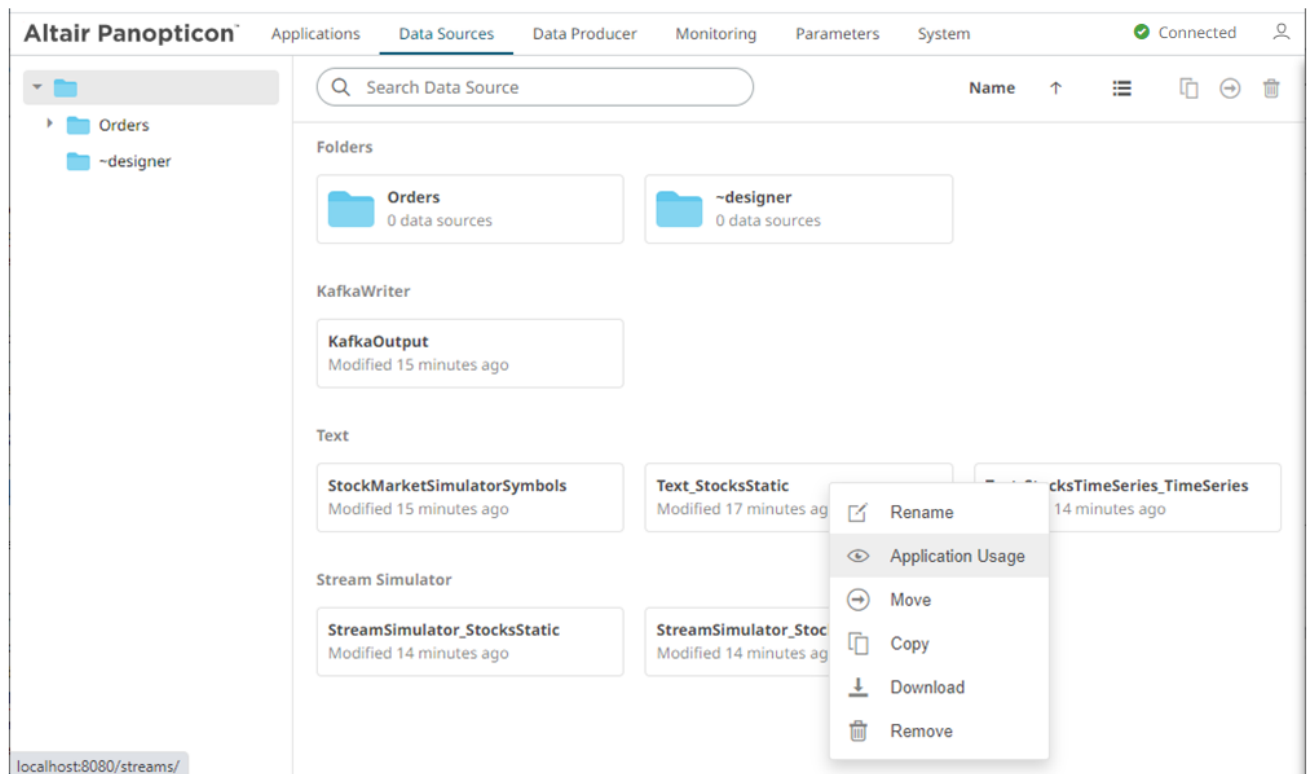 Altair Panopticon™ Applications Data Sources Data Producer Monitoring Parameters System Connected
Search Data Source Name
Orders
~designer
Folders
Orders ~designer
0 data sources 0 data sources
KafkaWriter
KafkaOutput
Modified 15 minutes ago
Text
StockMarketSimulatorSymbols Text_StocksStatic cksTimeSeries_TimeSeries
Modified 15 minutes ago Modified 17 minutes ag 14 minutes ago
Rename
Application Usage
Move
Copy
Download
Remove
Stream Simulator
StreamSimulator_StocksStatic StreamSimulator_Stoc
Modified 14 minutes ago Modified 14 minutes ag
localhost:8080/streams/